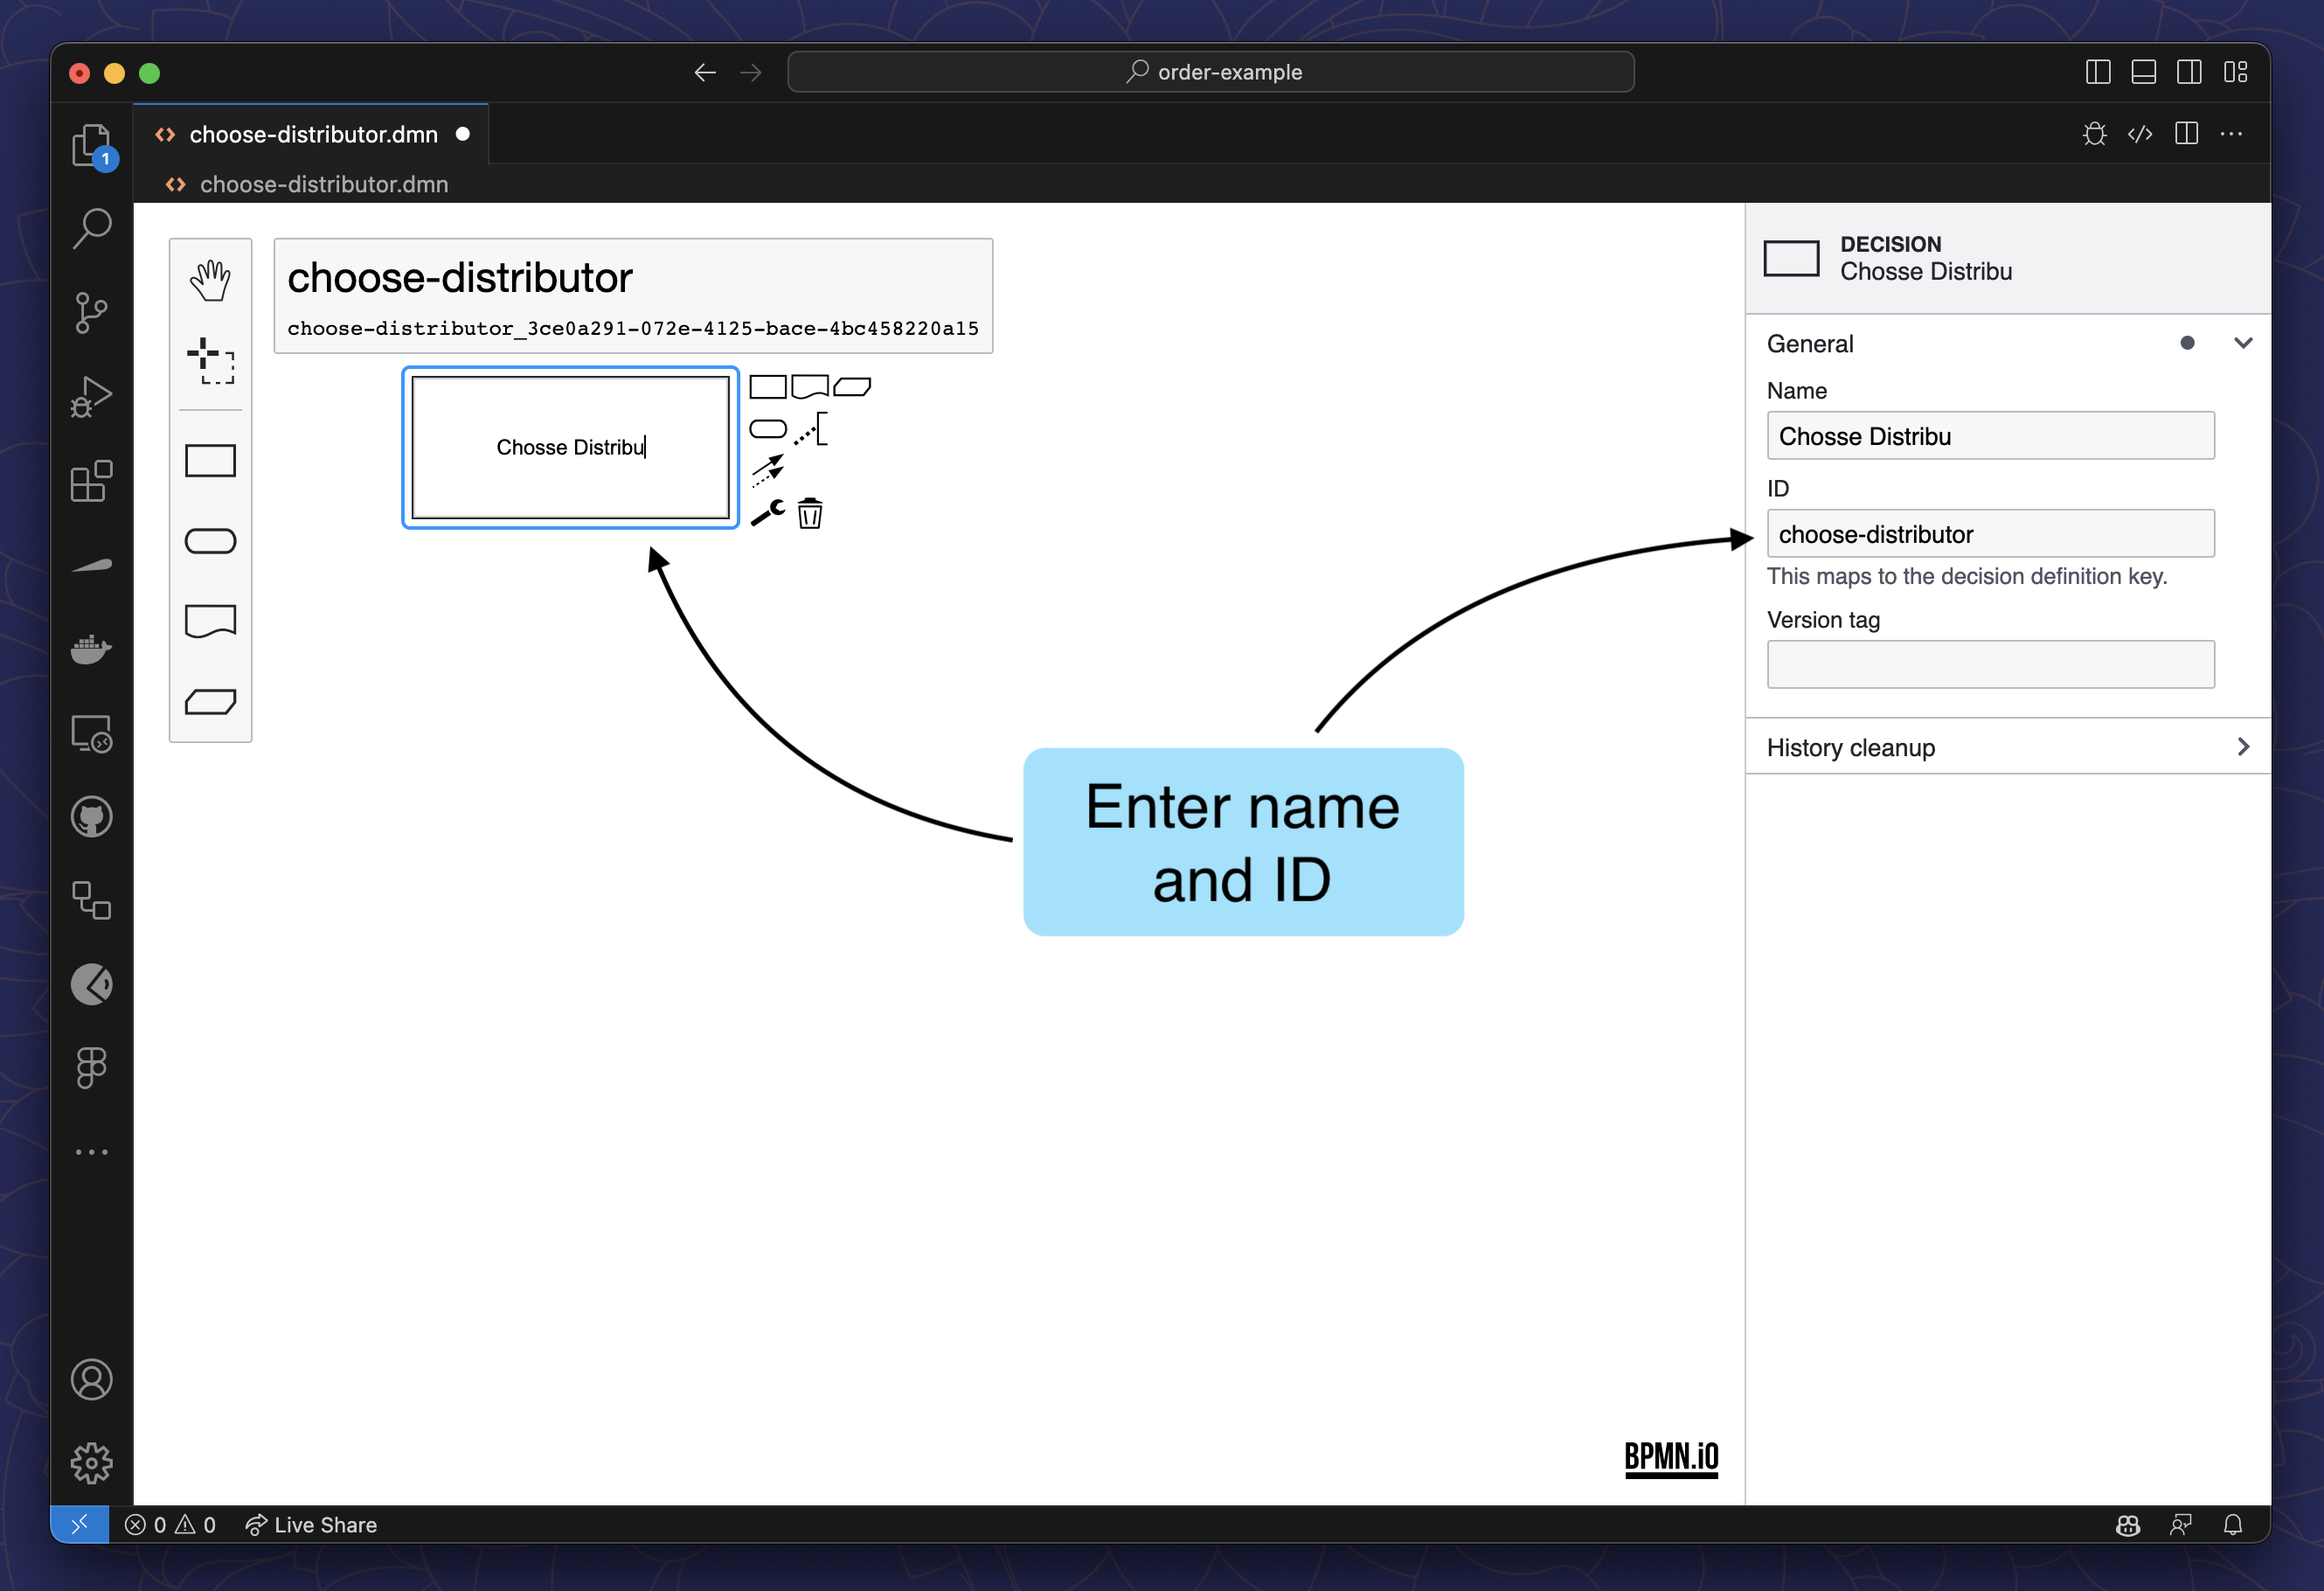 order-example
choose-distributor.dmn
1
choose-distributor.dmn
choose-distributor
choose-distributor_3ce0a291-072e-4125-bace-4bc458220a15
Chosse Distribu
DECISION
Chosse Distribu
General
Name
Chosse Distribu
ID
choose-distributor
This maps to the decision definition key.
Version tag
History cleanup
Enter name
and ID
BPMN.iO
0 0 Live Share